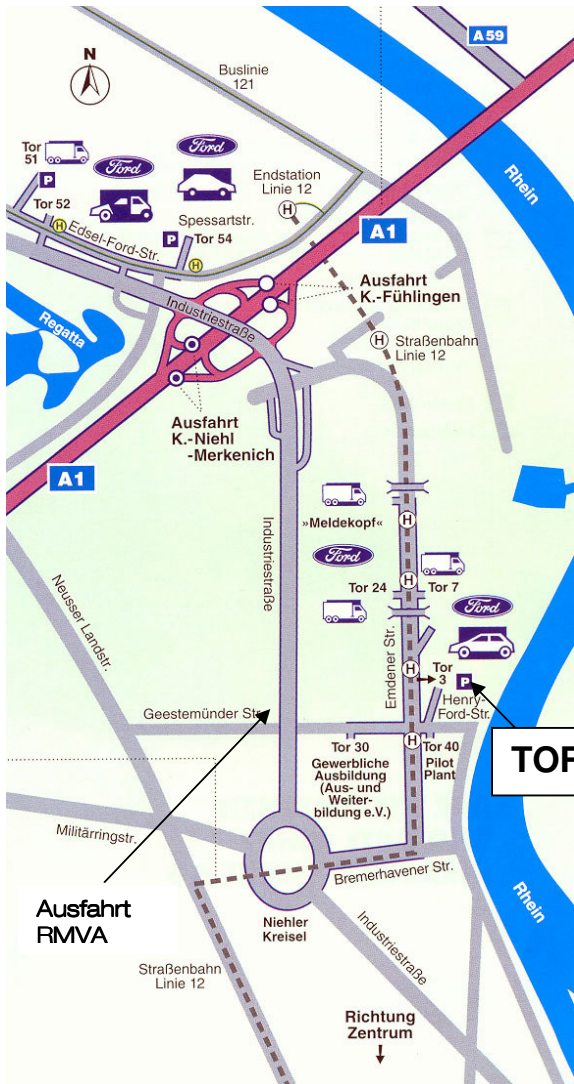 A59
N
Buslinie
121
Rhein
Tor
51
P
Ford
Ford
Endstation
Linie 12
H
Tor 52
Spessartstr.
H
Edsel-Ford-Str.
P
Tor 54
H
A1
Ausfahrt
K.-Fühlingen
Industriestraße
Regatta
H
Straßenbahn
Linie 12
Ausfahrt
K.-Niehl
-Merkenich
A1
»Meldekopf«
H
Industriestraße
Ford
Tor 24
H
Tor 7
Neusser Landstr.
Ford
Emdener Str.
H
Tor
3
P
Henry-
Ford-Str.
Geestemünder Str.
H
TOR
Tor 30
Gewerbliche
Ausbildung
(Aus- und
Weiter-
bildung e.V.)
Tor 40
Pilot
Plant
Militärringstr.
Bremerhavener Str.
Rhein
Ausfahrt
RMVA
Niehler
Kreisel
Industriestraße
Straßenbahn
Linie 12
Richtung
Zentrum